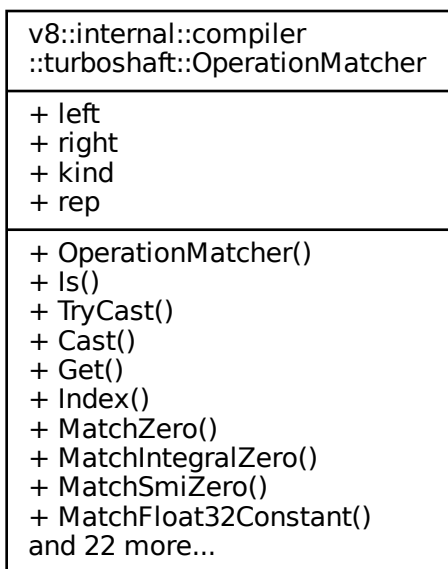 v8::internal::compiler
::turboshaft::OperationMatcher
+ left
+ right
+ kind
+ rep
+ OperationMatcher()
+ Is()
+ TryCast()
+ Cast()
+ Get()
+ Index()
+ MatchZero()
+ MatchIntegralZero()
+ MatchSmiZero()
+ MatchFloat32Constant()
and 22 more...